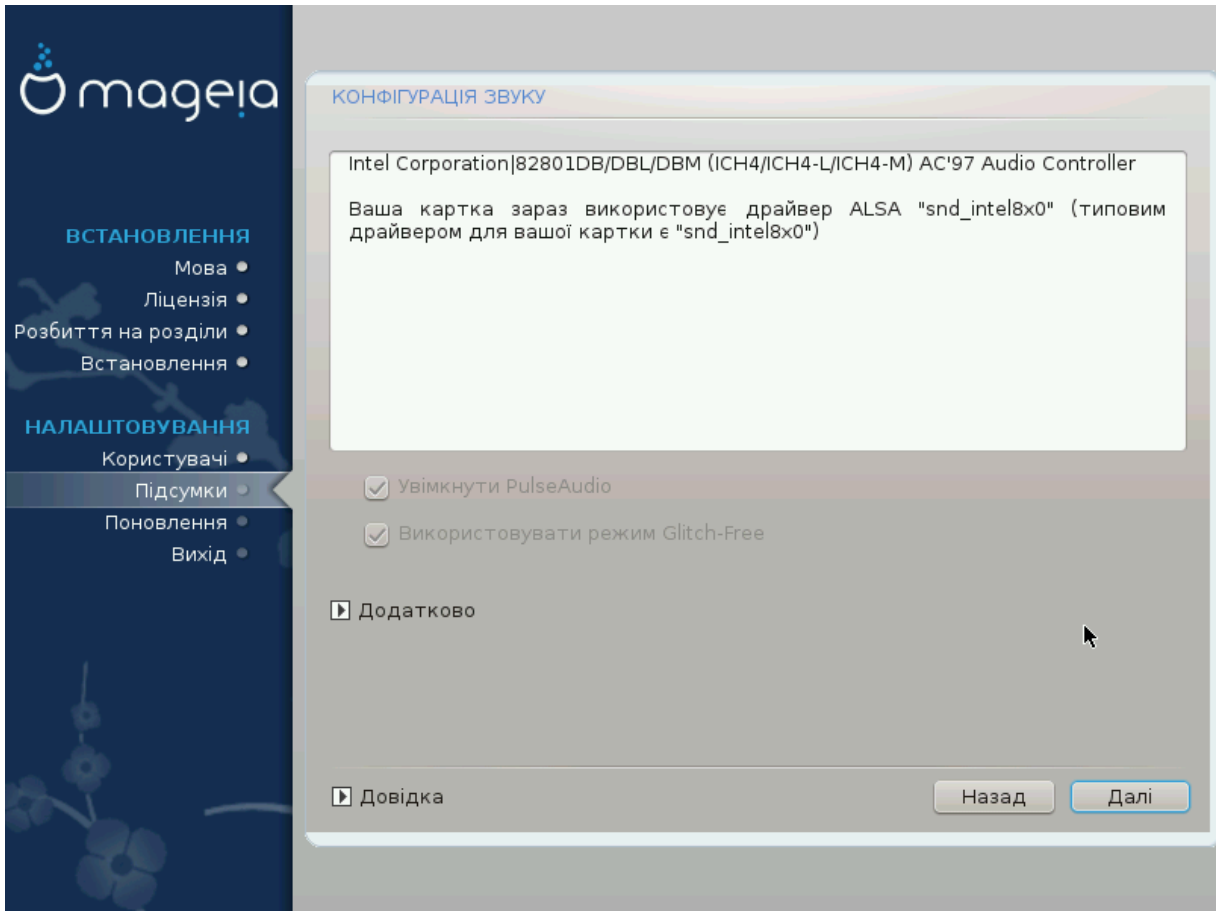 mageia
ВСТАНОВЛЕННЯ
Мова
Ліцензія
Розбиття на розділи
Встановлення
НАЛАШТОВУВАННЯ
Користувачі
Підсумки
Поновлення
Вихід
КОНФІГУРАЦІЯ ЗВУКУ
Intel Corporation|82801DB/DBL/DBM (ICH4/ICH4-L/ICH4-M) AC'97 Audio Controller
Ваша картка зараз використовує драйвер ALSA "snd_intel8x0" (типовим
драйвером для вашої картки є "snd_intel8x0")
Увімкнути PulseAudio
Використовувати режим Glitch-Free
Додатково
Довідка
Назад
Далі